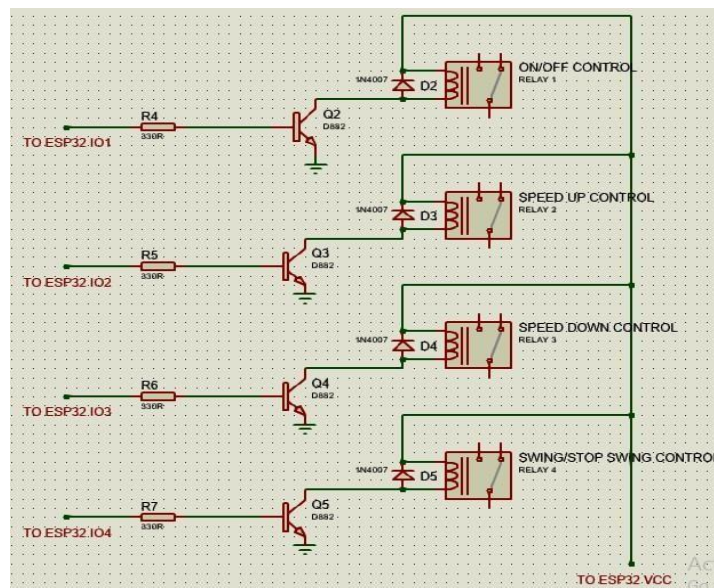 ON/OFF CONTROL
RELAY 1
1N4007
D2
R4
330R
Q2
D882
TO ESP32.IO1
SPEED UP CONTROL
RELAY 2
1N4007
D3
R5
330R
Q3
D882
TO ESP32.IO2
SPEED DOWN CONTROL
RELAY 3
1N4007
D4
R6
330R
Q4
D882
TO ESP32.IO3
SWING/STOP SWING CONTROL
RELAY 4
1N4007
D5
R7
330R
Q5
D882
TO ESP32.IO4
TO ESP32.VCC